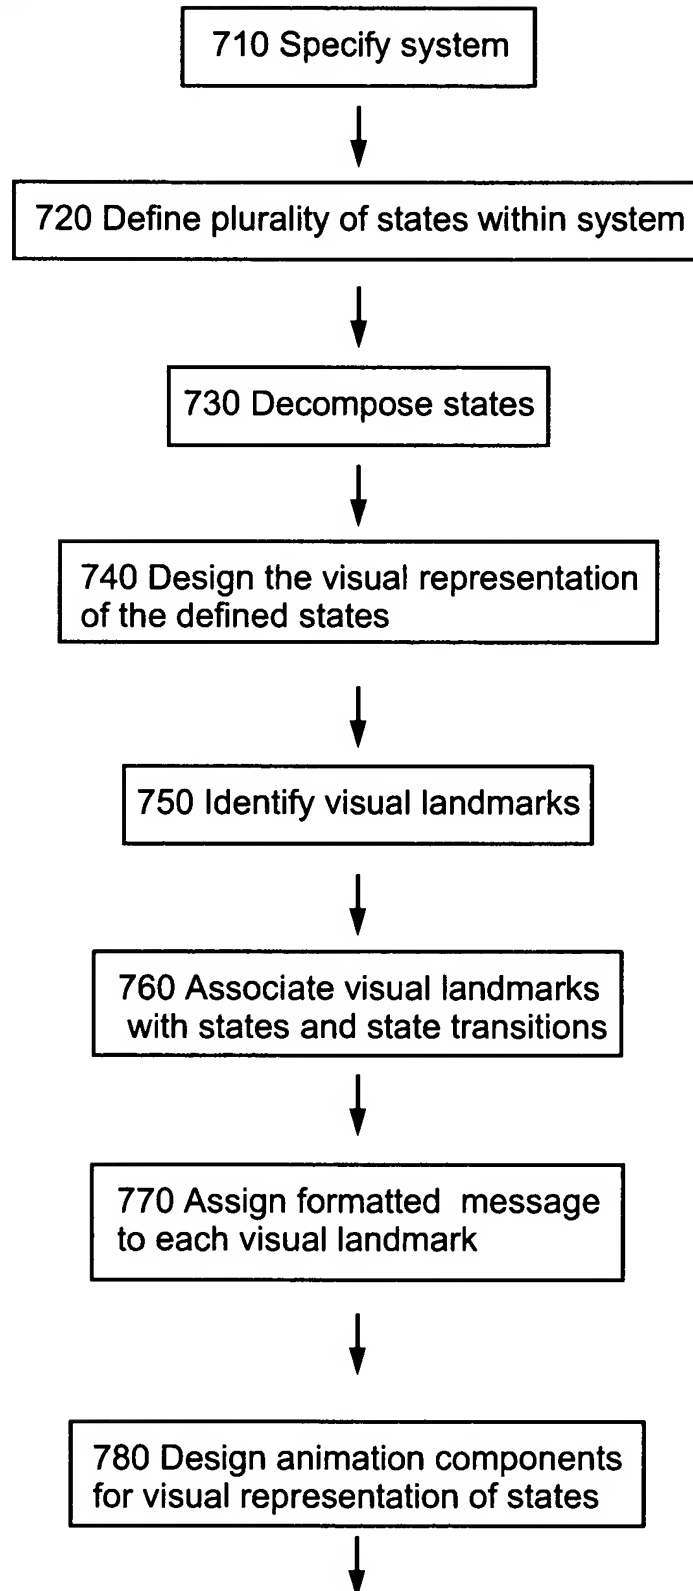 710 Specify system
720 Define plurality of states within system
730 Decompose states
740 Design the visual representation
of the defined states
750 Identify visual landmarks
760 Associate visual landmarks
with states and state transitions
770 Assign formatted message
to each visual landmark
780 Design animation components
for visual representation of states